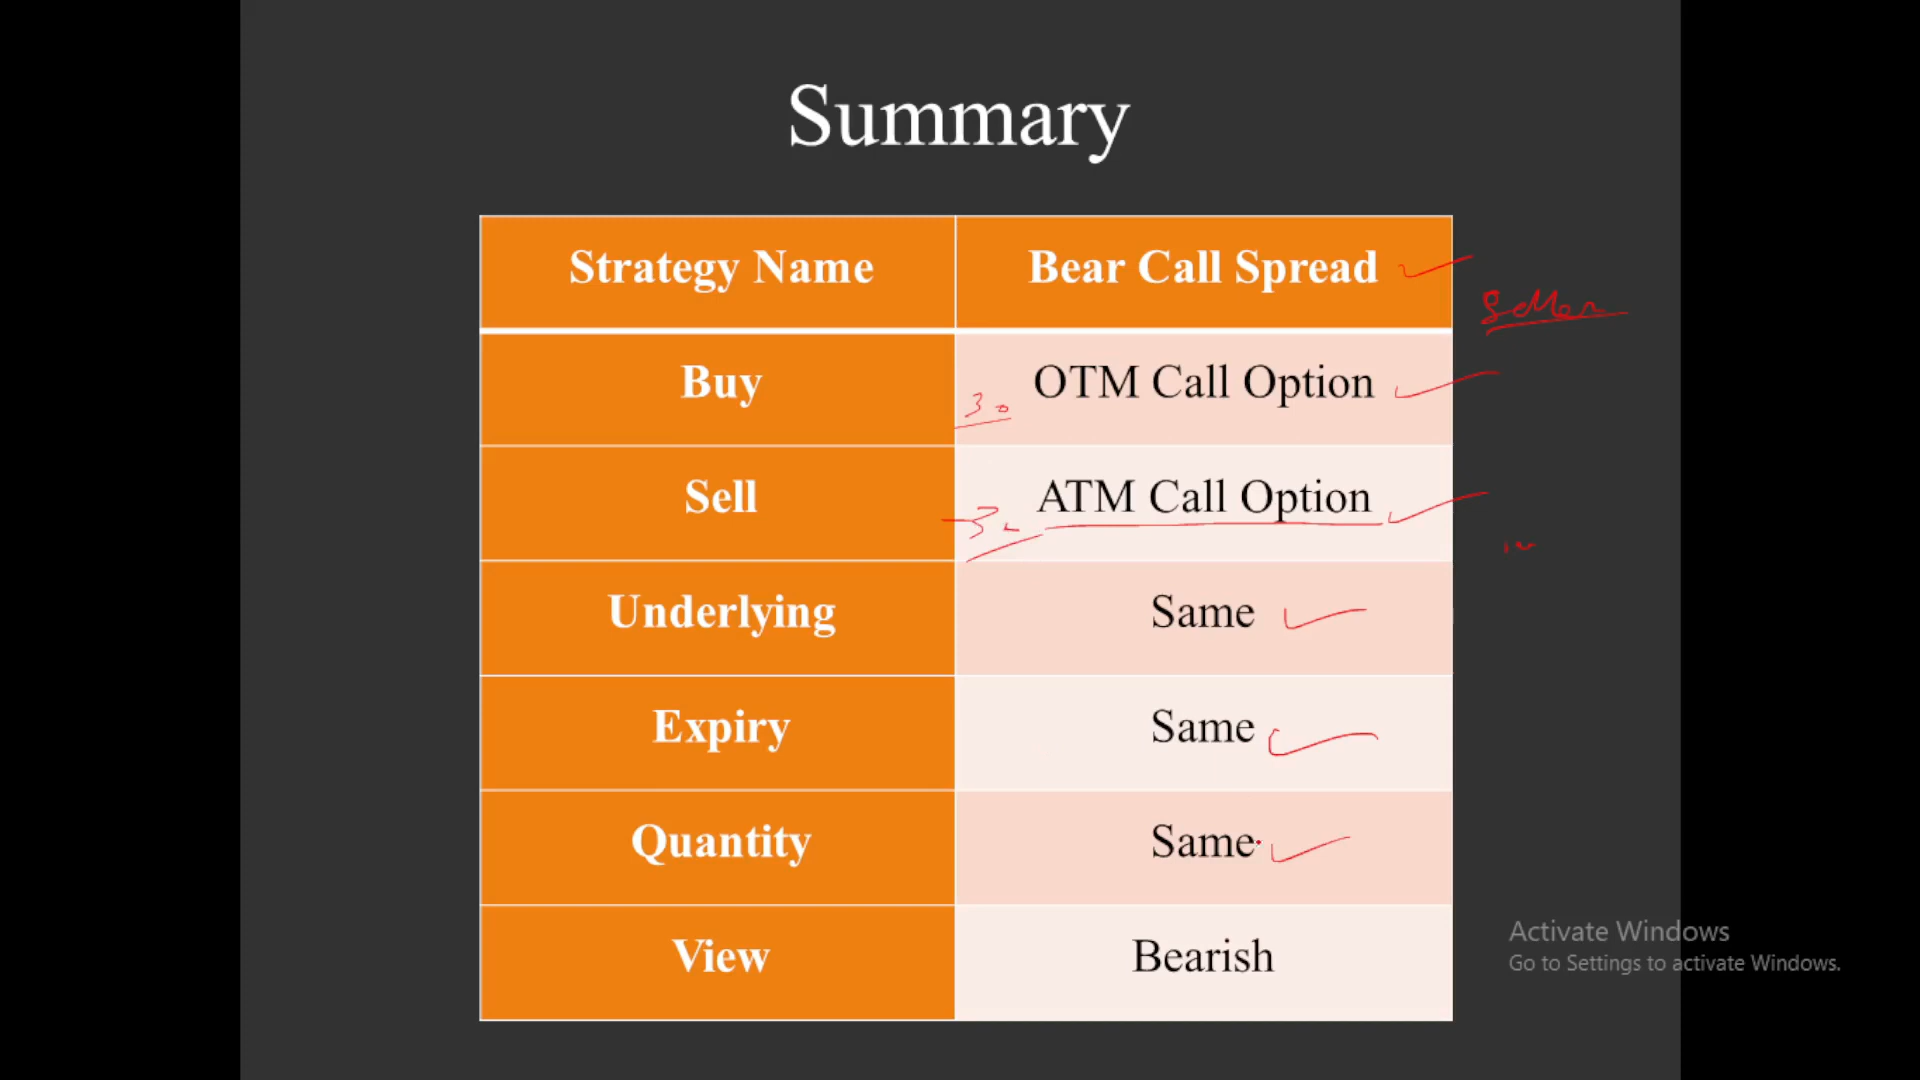 Summary
Strategy Name Bear Call Spread
Seller
Buy OTM Call Option
30
Sell ATM Call Option
Underlying Same
Expiry Same
Quantity Same
View Bearish
Activate Windows
Go to Settings to activate Windows.